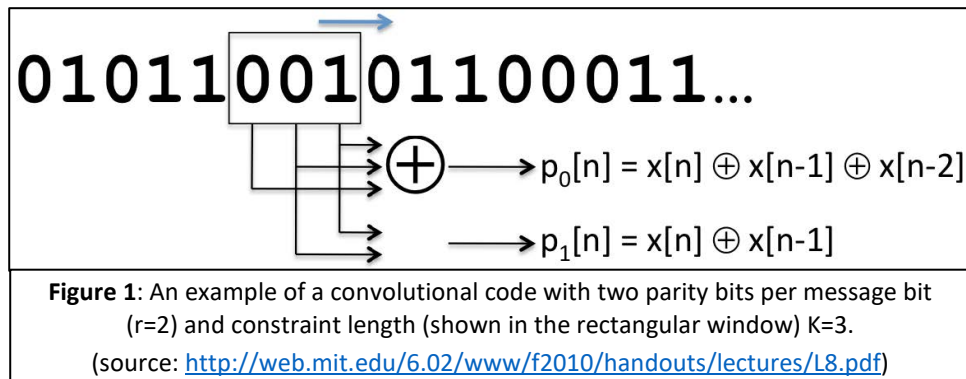 0101100101100011...
p₀[n] = x[n] ⊕ x[n-1] ⊕ x[n-2]
p₁[n] = x[n] ⊕ x[n-1]
Figure 1: An example of a convolutional code with two parity bits per message bit
(r=2) and constraint length (shown in the rectangular window) K=3.
(source: http://web.mit.edu/6.02/www/f2010/handouts/lectures/L8.pdf)